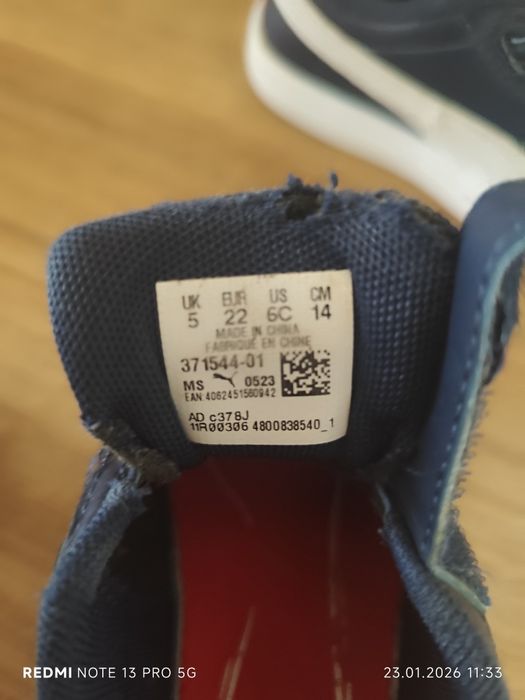 UK EUR US CM
5 22 6C 14
MADE IN CHINA
FABRIQUÉ EN CHINE
371544-01
MS 0523
EAN:4062451560942
AD c378J
11R00306 4800838540_1
REDMI NOTE 13 PRO 5G
23.01.2026 11:33